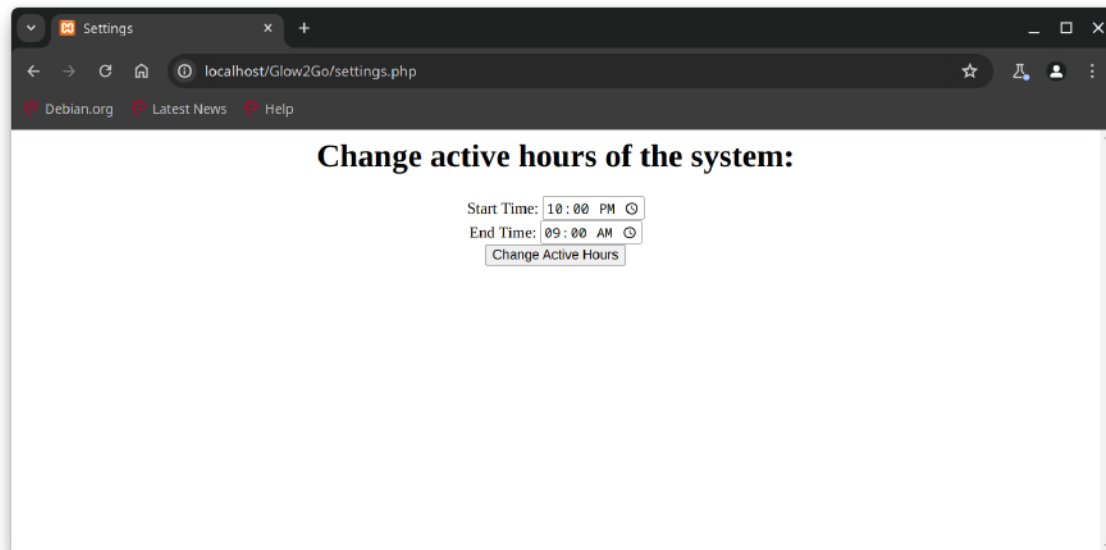 Settings
localhost/Glow2Go/settings.php
Debian.org Latest News Help
Change active hours of the system:
Start Time: 10:00 PM
End Time: 09:00 AM
Change Active Hours